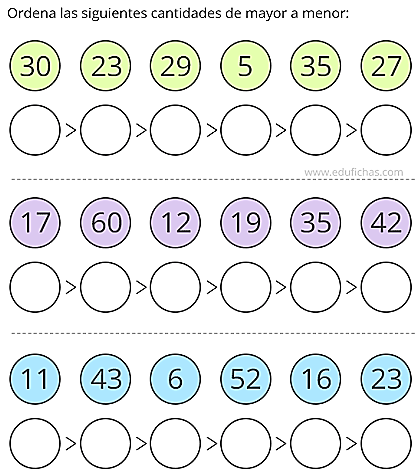 Ordena las siguientes cantidades de mayor a menor:
30 23 29 5 35 27
> > > > >
www.edufichas.com
17 60 12 19 35 42
> > > > >
11 43 6 52 16 23
> > > > >